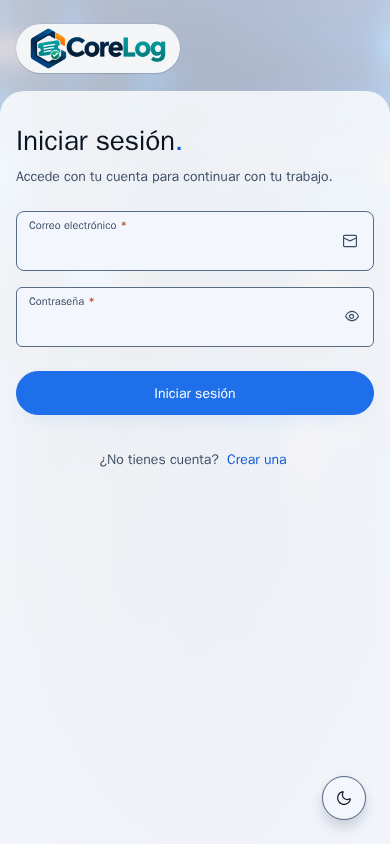 CoreLog
Iniciar sesión.
Accede con tu cuenta para continuar con tu trabajo.
Correo electrónico *
Contraseña *
Iniciar sesión
¿No tienes cuenta? Crear una